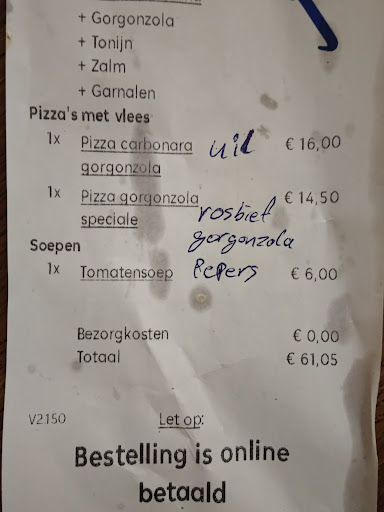 + Gorgonzola
+ Tonijn
+ Zalm
+ Garnalen
Pizza's met vlees
1x Pizza carbonara uil € 16,00
gorgonzola
1x Pizza gorgonzola € 14,50
speciale rosbief
gorgonzola
Soepen
1x Tomatensoep Pepers € 6,00
Bezorgkosten € 0,00
Totaal € 61,05
V2150 Let op:
Bestelling is online
betaald